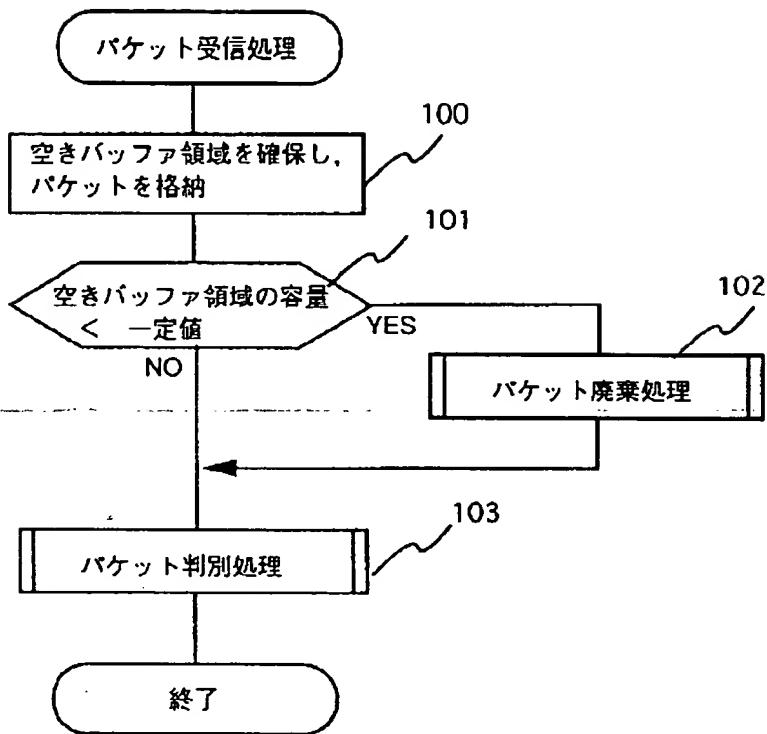 パケット受信処理
100
空きバッファ領域を確保し,
パケットを格納
101
空きバッファ領域の容量
< 一定値
YES
NO
102
パケット廃棄処理
103
パケット判別処理
終了